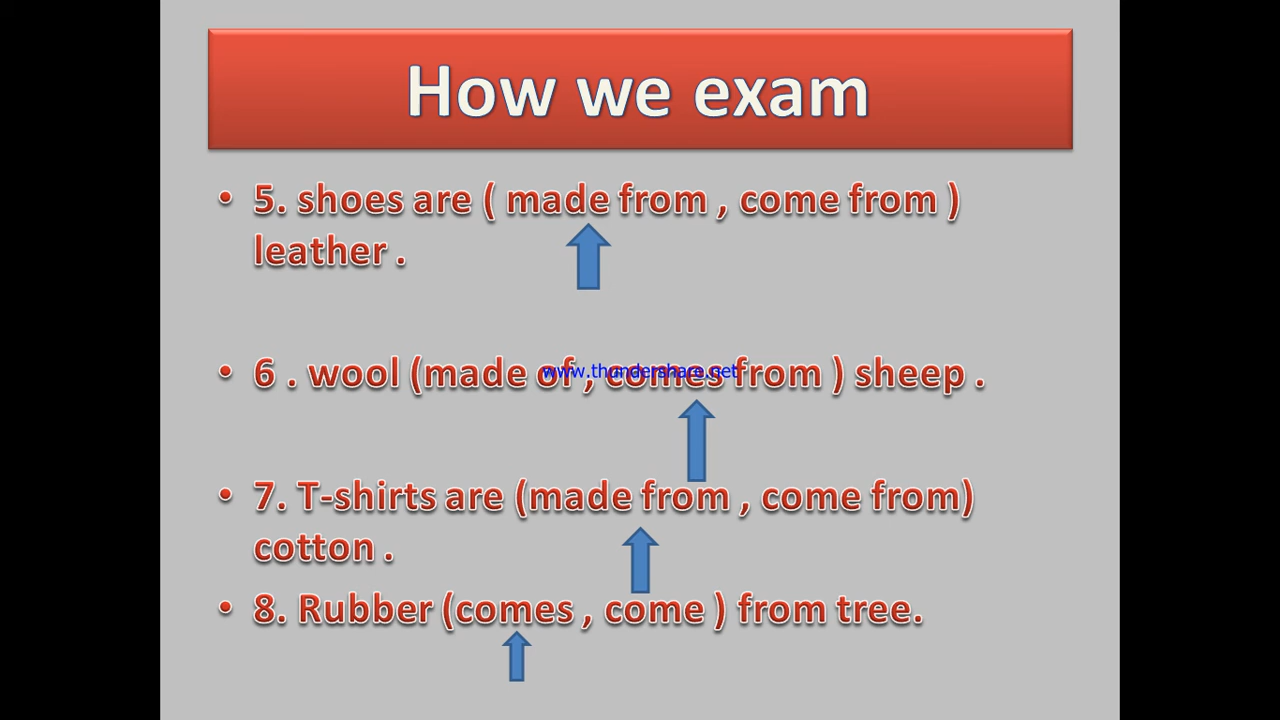 How we exam
• 5. shoes are ( made from , come from )
leather .
• 6 . wool (made of , comes from ) sheep .
www.thundershare.net
• 7. T-shirts are (made from , come from)
cotton .
• 8. Rubber (comes , come ) from tree.